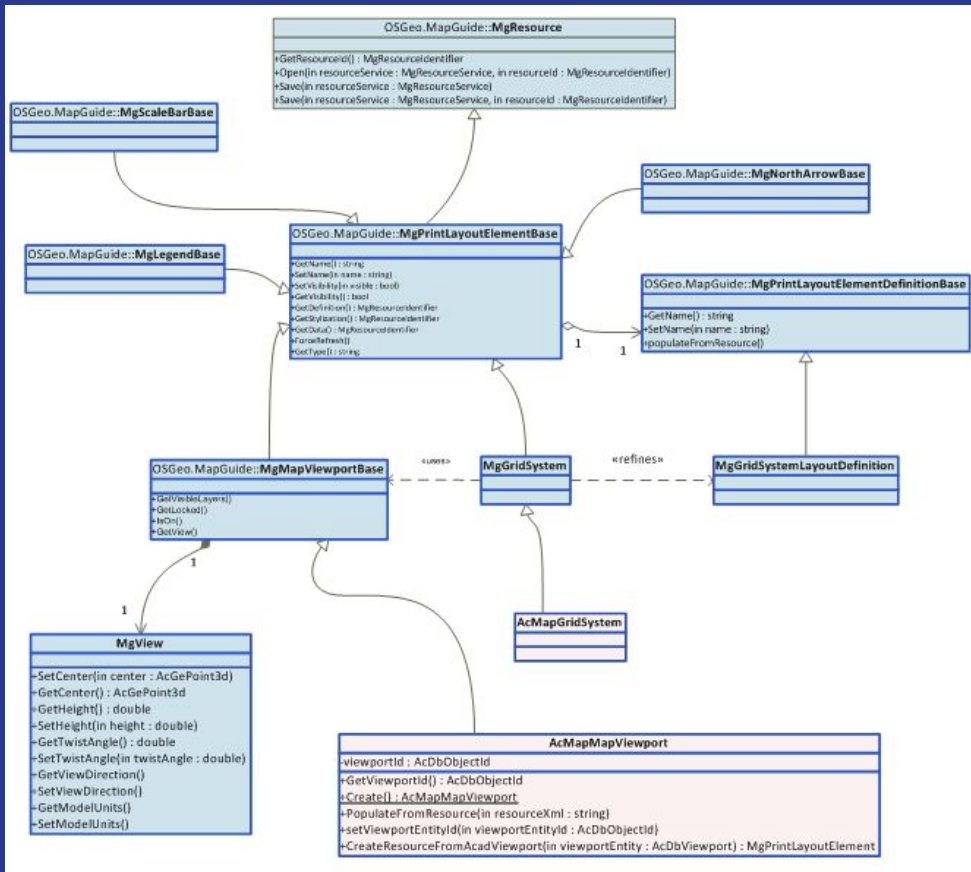 OSGeo.MapGuide::MgResource
+GetResourceId() : MgResourceIdentifier
+Open(in resourceService : MgResourceService, in resourceId : MgResourceIdentifier)
+Save(in resourceService : MgResourceService)
+Save(in resourceService : MgResourceService, in resourceId : MgResourceIdentifier)
OSGeo.MapGuide::MgScaleBarBase
OSGeo.MapGuide::MgNorthArrowBase
OSGeo.MapGuide::MgPrintLayoutElementBase
+GetName() : string
+SetName(in name : string)
+SetVisibility(in visible : bool)
+GetVisibility() : bool
+GetDefinition() : MgResourceIdentifier
+GetStylization() : MgResourceIdentifier
+GetData() : MgResourceIdentifier
+ForceRefresh()
+GetType() : string
OSGeo.MapGuide::MgLegendBase
OSGeo.MapGuide::MgPrintLayoutElementDefinitionBase
+GetName() : string
+SetName(in name : string)
+populateFromResource()
1
1
OSGeo.MapGuide::MgMapViewportBase
+GetVisibleLayers()
+GetLocked()
+IsOn()
+GetView()
«uses»
MgGridSystem
«refines»
MgGridSystemLayoutDefinition
1
1
AcMapGridSystem
MgView
+SetCenter(in center : AcGePoint3d)
+GetCenter() : AcGePoint3d
+GetHeight() : double
+SetHeight(in height : double)
+GetTwistAngle() : double
+SetTwistAngle(in twistAngle : double)
+GetViewDirection()
+SetViewDirection()
+GetModelUnits()
+SetModelUnits()
AcMapMapViewport
-viewportId : AcDbObjectId
+GetViewportId() : AcDbObjectId
+Create() : AcMapMapViewport
+PopulateFromResource(in resourceXml : string)
+setViewportEntityId(in viewportEntityId : AcDbObjectId)
+CreateResourceFromAcadViewport(in viewportEntity : AcDbViewport) : MgPrintLayoutElement